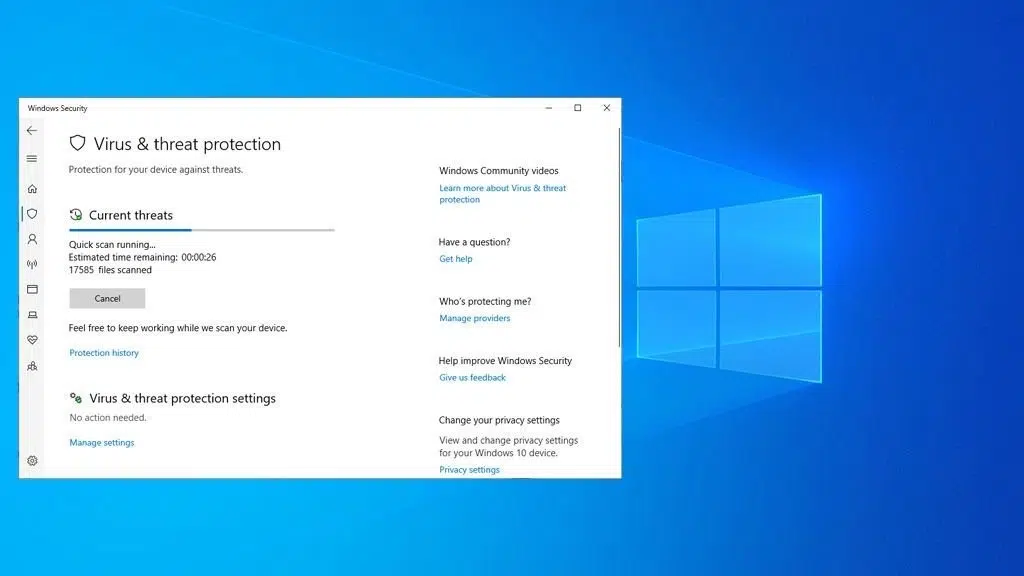 Windows Security
Virus & threat protection
Protection for your device against threats.
Current threats
Quick scan running...
Estimated time remaining: 00:00:26
17585 files scanned
Cancel
Feel free to keep working while we scan your device.
Protection history
Virus & threat protection settings
No action needed.
Manage settings
Windows Community videos
Learn more about Virus & threat
protection
Have a question?
Get help
Who's protecting me?
Manage providers
Help improve Windows Security
Give us feedback
Change your privacy settings
View and change privacy settings
for your Windows 10 device.
Privacy settings